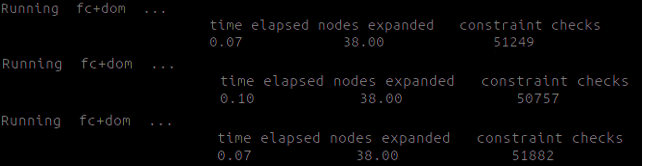 Running fc+dom ...
time elapsed nodes expanded constraint checks
0.07 38.00 51249
Running fc+dom ...
time elapsed nodes expanded constraint checks
0.10 38.00 50757
Running fc+dom ...
time elapsed nodes expanded constraint checks
0.07 38.00 51882